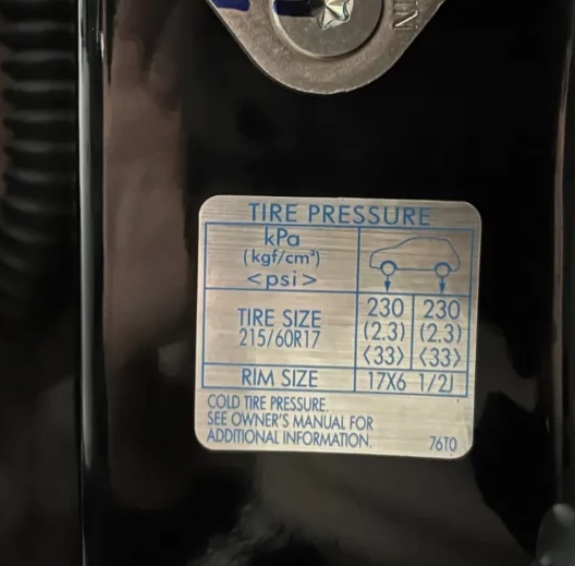 TIRE PRESSURE
kPa
(kgf/cm²)
<psi>
TIRE SIZE
215/60R17
230 230
(2.3) (2.3)
<33> <33>
RIM SIZE 17X6 1/2J
COLD TIRE PRESSURE.
SEE OWNER'S MANUAL FOR
ADDITIONAL INFORMATION. 76T0